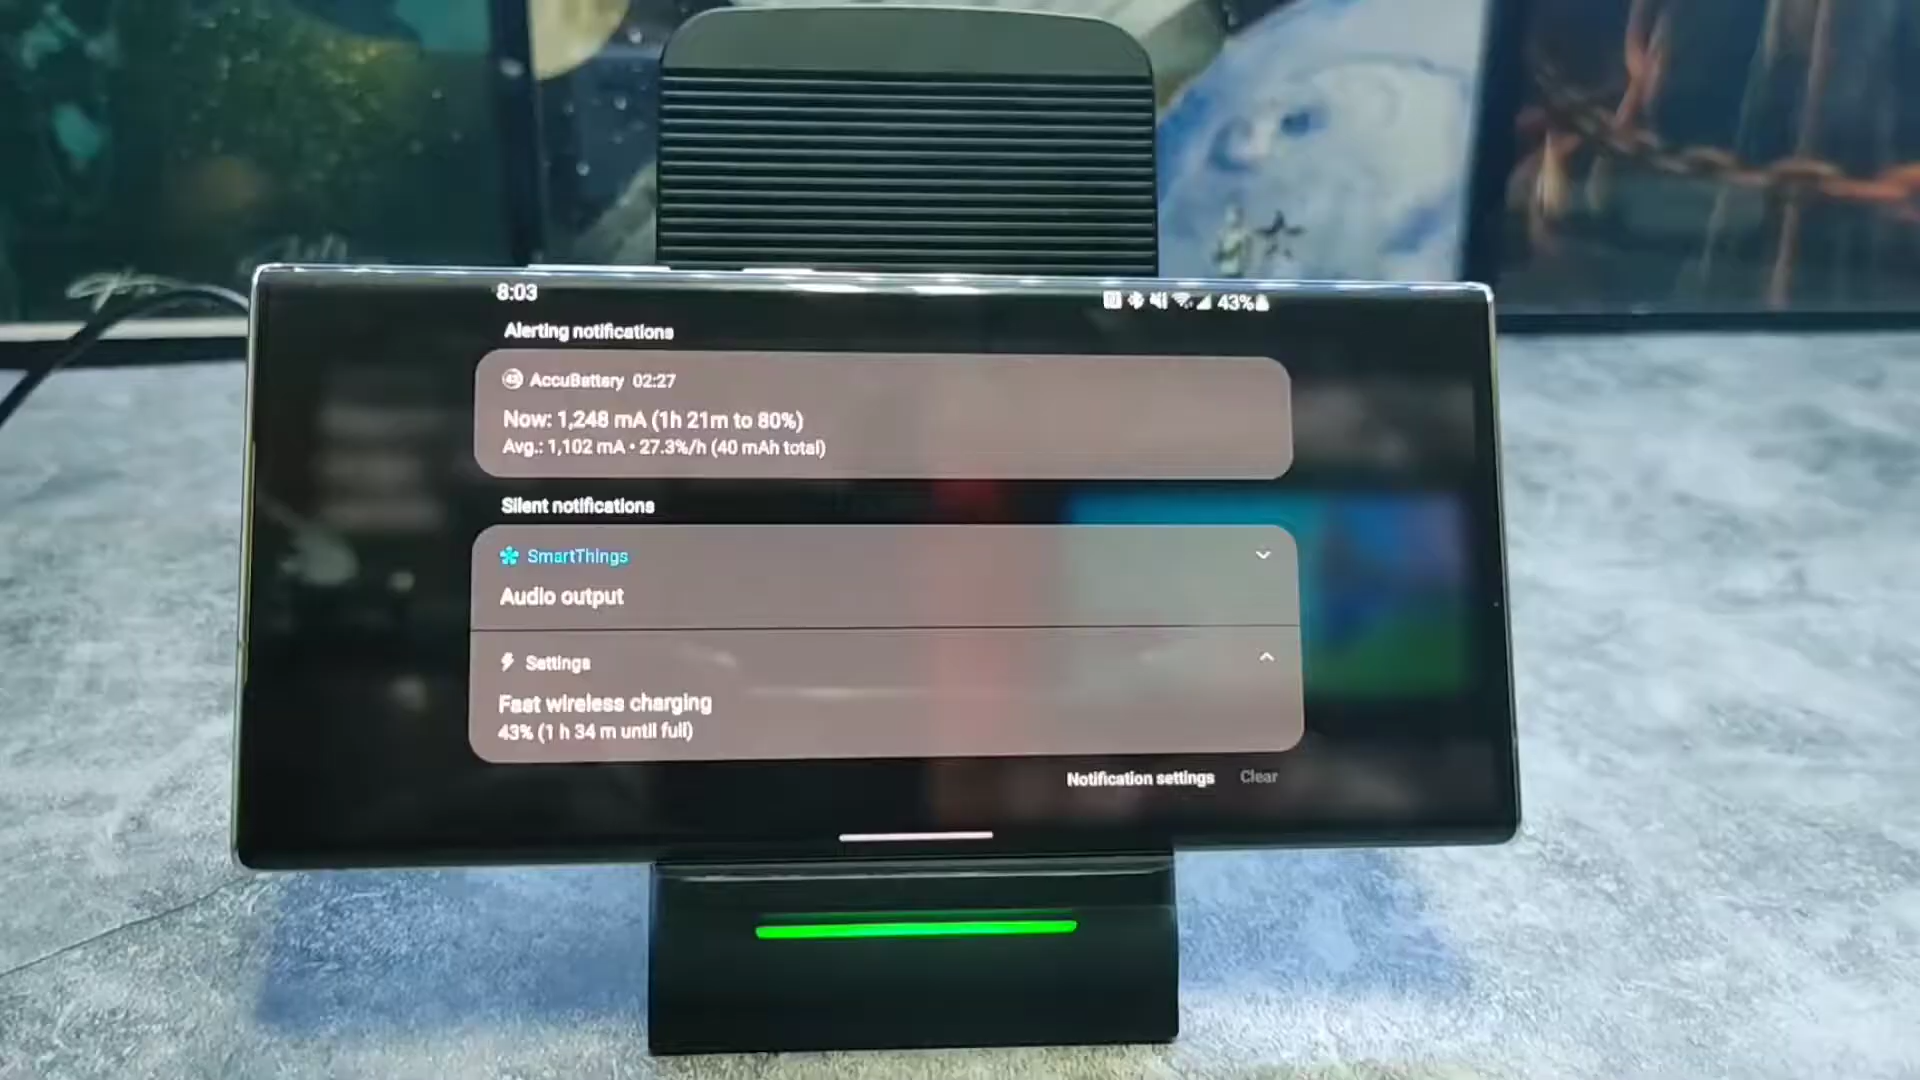 8:03
43%
Alerting notifications
AccuBattery 02:27
Now: 1,248 mA (1h 21m to 80%)
Avg.: 1,102 mA • 27.3%/h (40 mAh total)
Silent notifications
SmartThings
Audio output
Settings
Fast wireless charging
43% (1 h 34 m until full)
Notification settings Clear